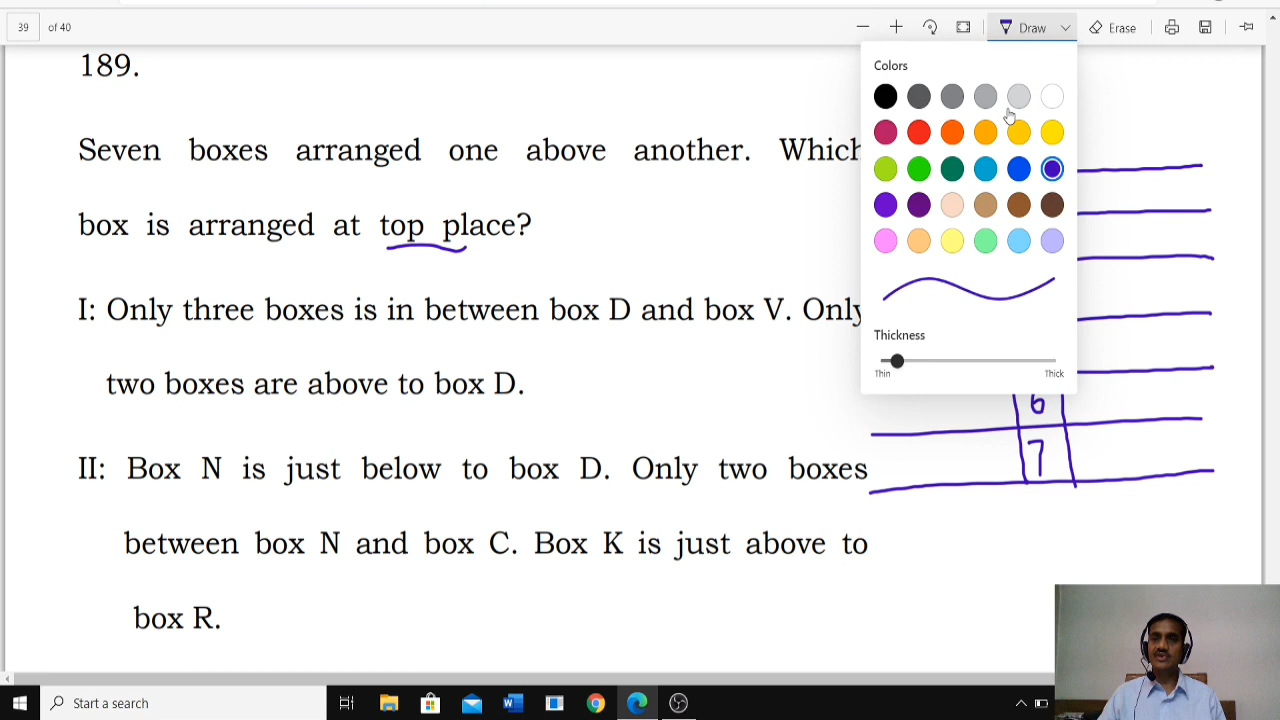 39 of 40
Draw
Erase
189.
Colors
Seven boxes arranged one above another. Which
box is arranged at top place?
I: Only three boxes is in between box D and box V. Only
two boxes are above to box D.
Thickness
Thin Thick
6
7
II: Box N is just below to box D. Only two boxes
between box N and box C. Box K is just above to
box R.
Start a search